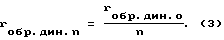 r обр.дин.n = r обр.дин.о / n . (3)